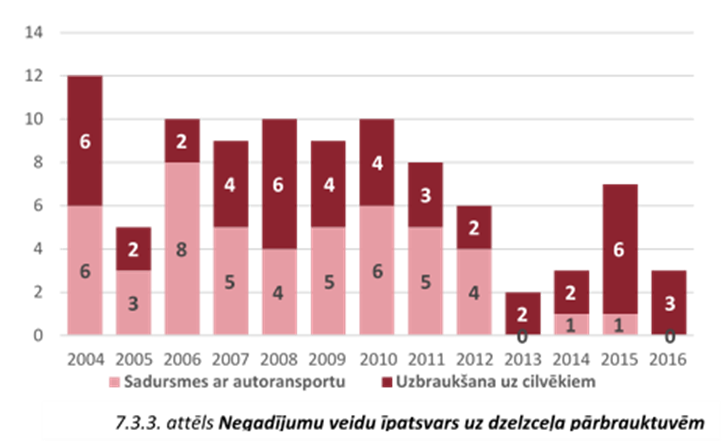 14
12
10
8
6
4
2
0
6 2 2 4 6 4 4 3 2 2 2 6 3
6 3 8 5 4 5 6 5 4 0 1 1 0
2004 2005 2006 2007 2008 2009 2010 2011 2012 2013 2014 2015 2016
Sadursmes ar autoransportu Uzbraukšana uz cilvēkiem
7.3.3. attēls Negadījumu veidu īpatsvars uz dzelzceļa pārbrauktuvēm